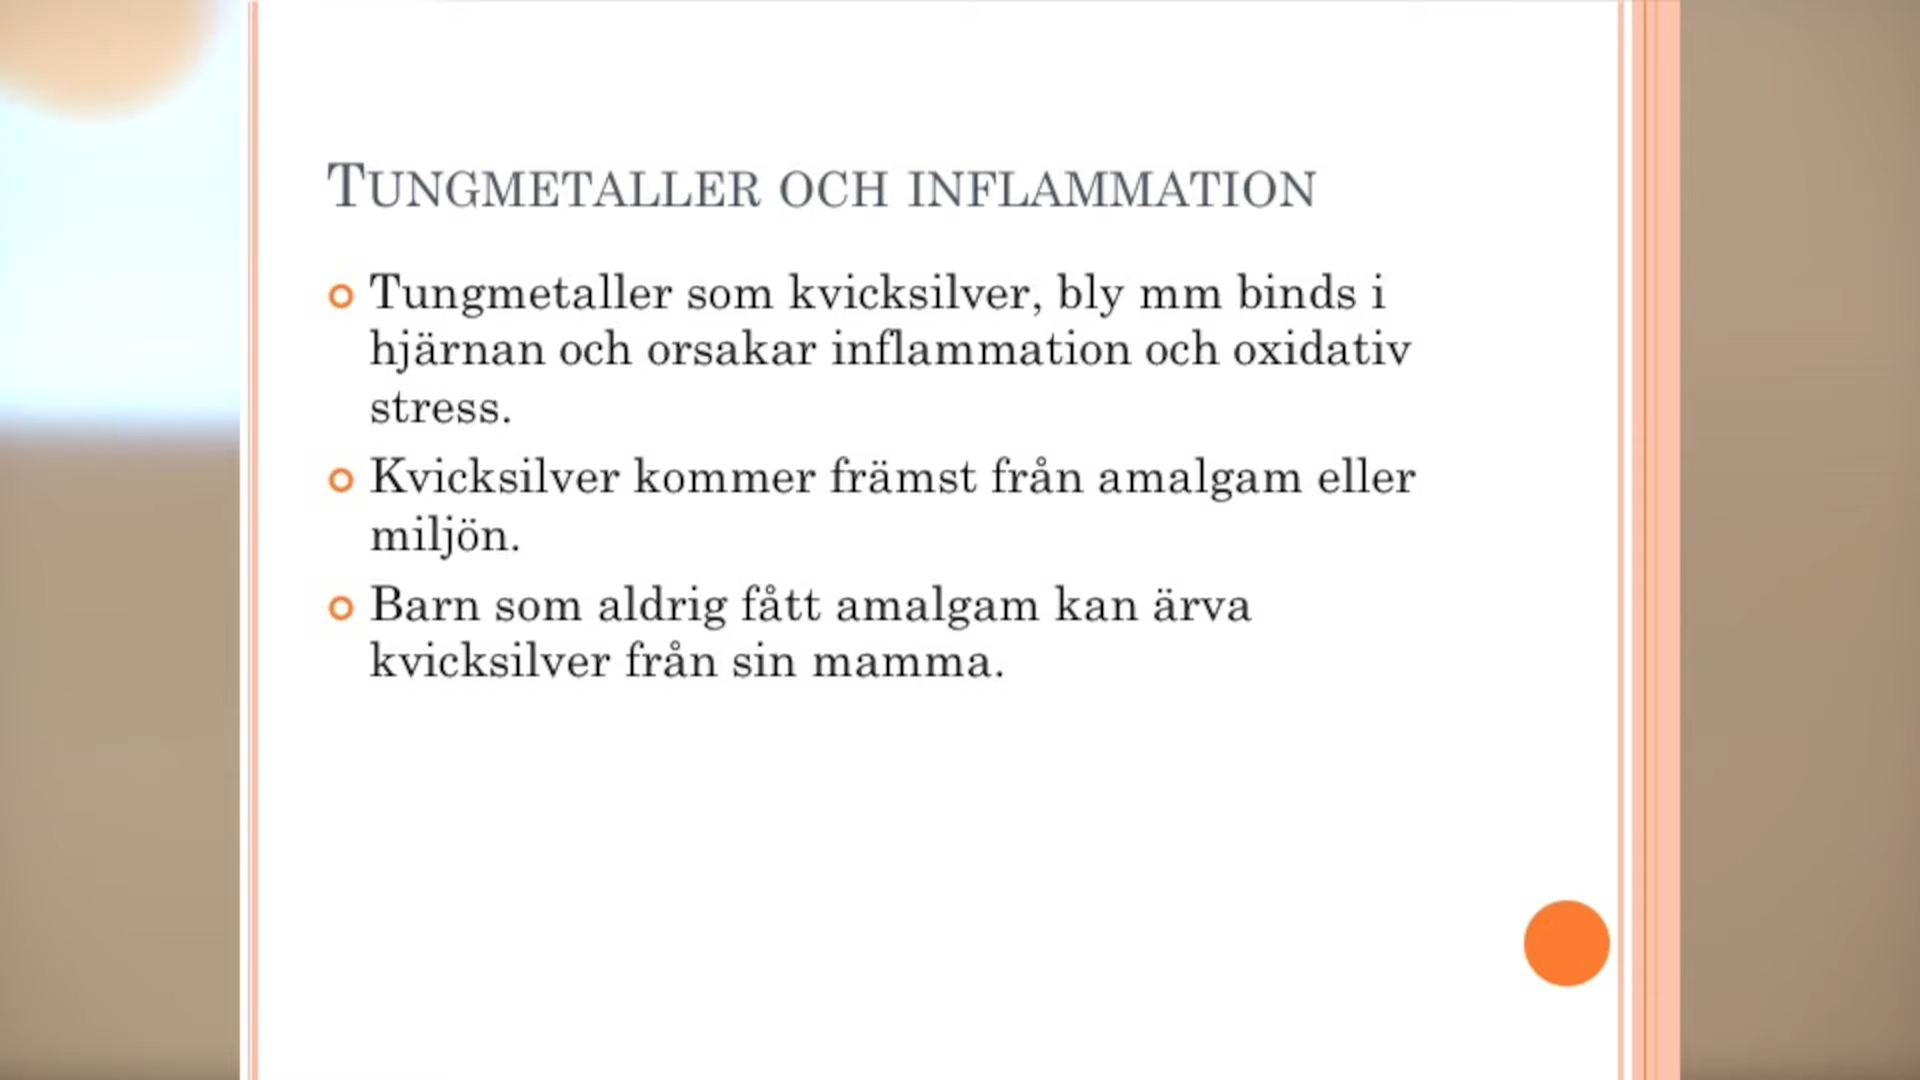 TUNGMETALLER OCH INFLAMMATION
Tungmetaller som kvicksilver, bly mm binds i
hjärnan och orsakar inflammation och oxidativ
stress.
Kvicksilver kommer främst från amalgam eller
miljön.
Barn som aldrig fått amalgam kan ärva
kvicksilver från sin mamma.